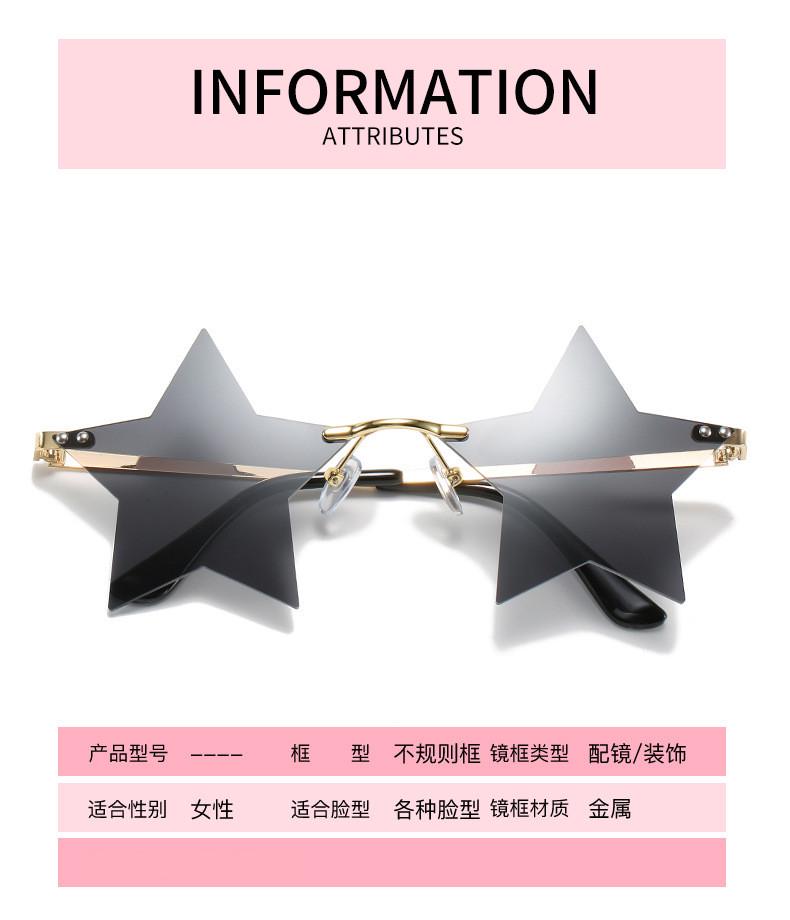 INFORMATION
ATTRIBUTES
产品型号 ---- 框 型 不规则框 镜框类型 配镜/装饰
适合性别 女性 适合脸型 各种脸型 镜框材质 金属